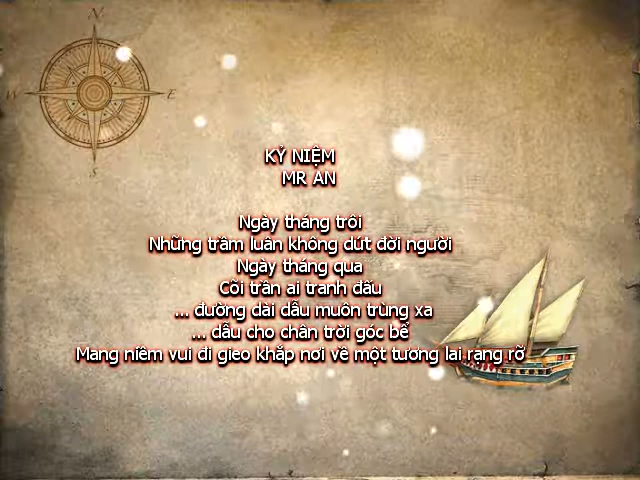 N
W
E
S
KỶ NIỆM
MR AN
Ngày tháng trôi
Những trầm luân không dứt đời người
Ngày tháng qua
Cõi trần ai tranh đấu
... đường dài dẫu muôn trùng xa
... dẫu cho chân trời góc bể
Mang niềm vui đi gieo khắp nơi về một tương lai rạng rỡ